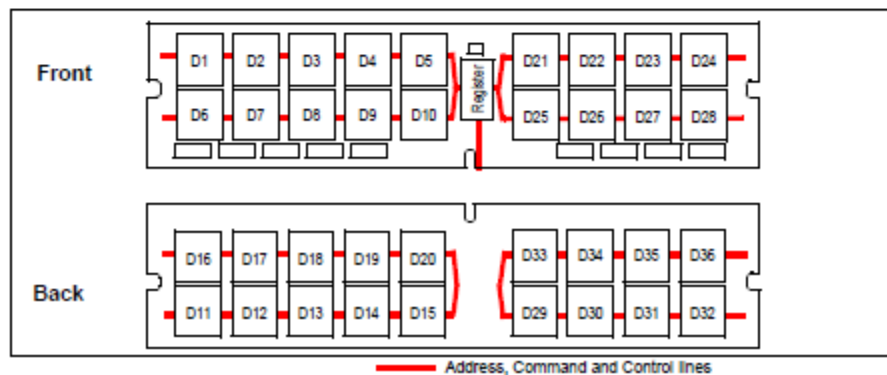 Front
D1 D2 D3 D4 D5 D21 D22 D23 D24
Register
D6 D7 D8 D9 D10 D25 D26 D27 D28
Back
D16 D17 D18 D19 D20 D33 D34 D35 D36
D11 D12 D13 D14 D15 D29 D30 D31 D32
Address, Command and Control lines